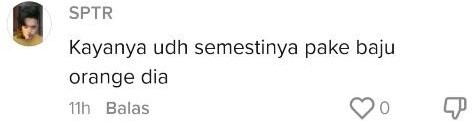 SPTR
Kayanya udh semestinya pake baju
orange dia
11h Balas 0